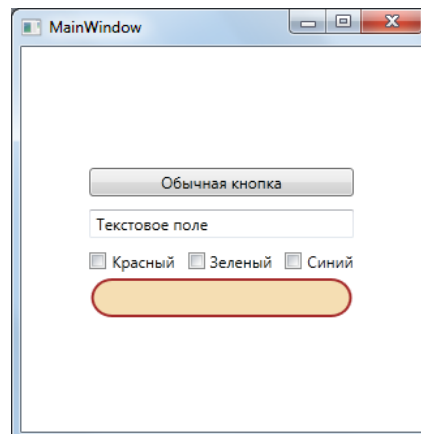 MainWindow
Обычная кнопка
Текстовое поле
Красный Зеленый Синий